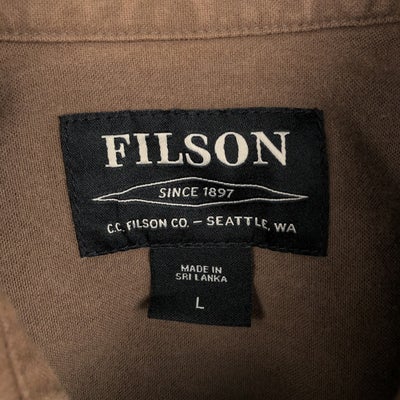 FILSON
SINCE 1897
C.C. FILSON CO. – SEATTLE, WA
MADE IN
SRI LANKA
L